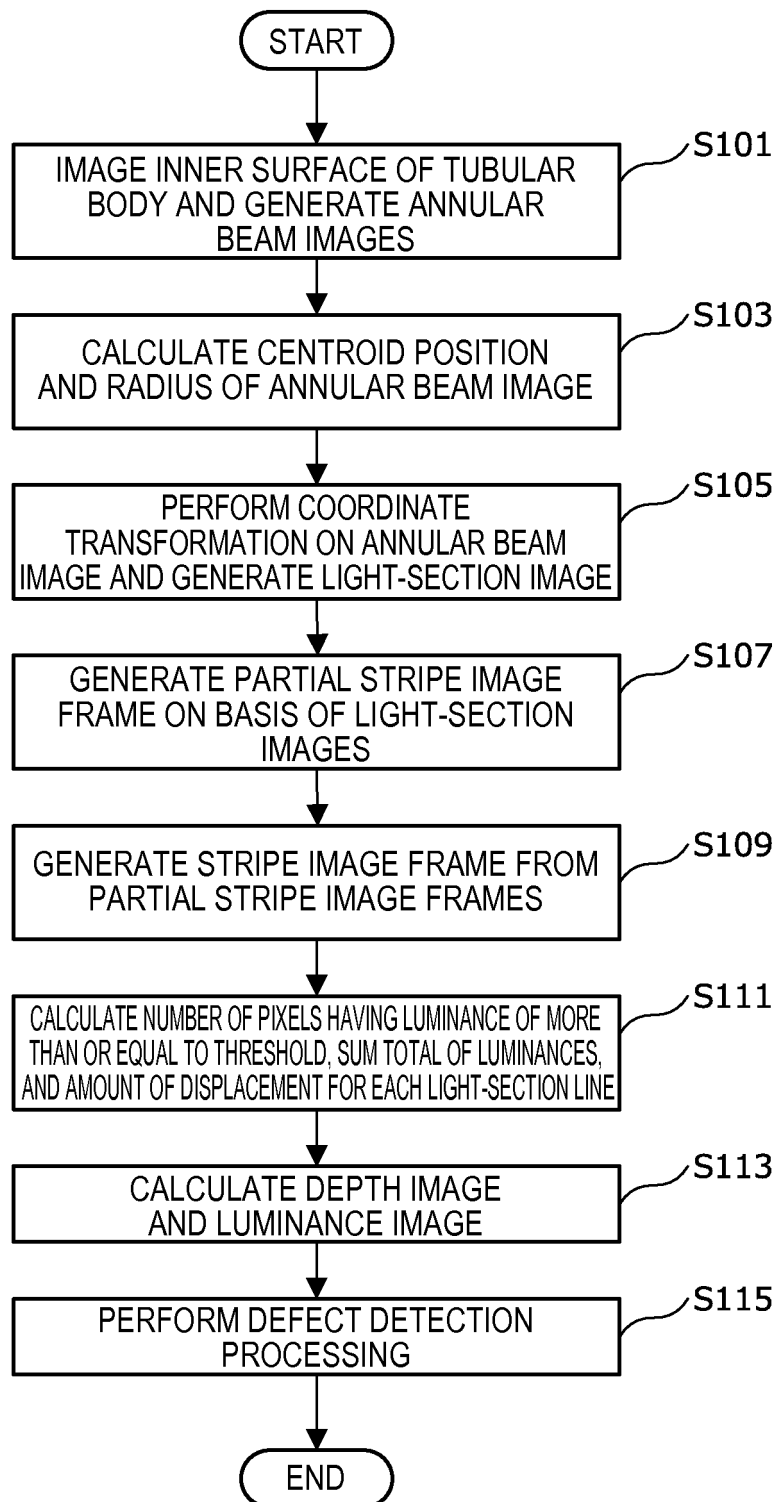 START
S101
IMAGE INNER SURFACE OF TUBULAR
BODY AND GENERATE ANNULAR
BEAM IMAGES
S103
CALCULATE CENTROID POSITION
AND RADIUS OF ANNULAR BEAM IMAGE
S105
PERFORM COORDINATE
TRANSFORMATION ON ANNULAR BEAM
IMAGE AND GENERATE LIGHT-SECTION IMAGE
S107
GENERATE PARTIAL STRIPE IMAGE
FRAME ON BASIS OF LIGHT-SECTION
IMAGES
S109
GENERATE STRIPE IMAGE FRAME FROM
PARTIAL STRIPE IMAGE FRAMES
S111
CALCULATE NUMBER OF PIXELS HAVING LUMINANCE OF MORE
THAN OR EQUAL TO THRESHOLD, SUM TOTAL OF LUMINANCES,
AND AMOUNT OF DISPLACEMENT FOR EACH LIGHT-SECTION LINE
S113
CALCULATE DEPTH IMAGE
AND LUMINANCE IMAGE
S115
PERFORM DEFECT DETECTION
PROCESSING
END